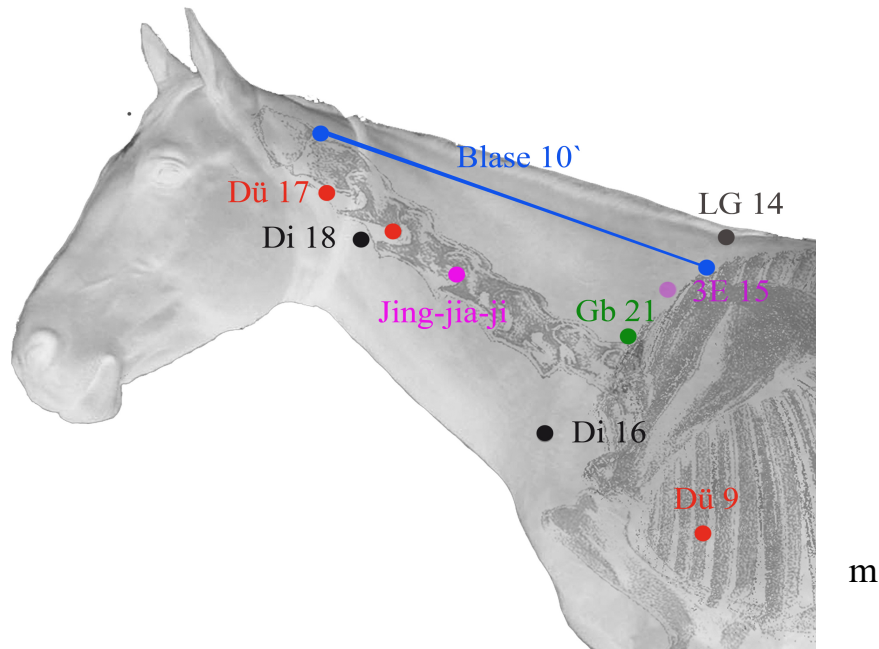 Blase 10`
Dü 17
LG 14
Di 18
3E 15
Jing-jia-ji
Gb 21
Di 16
Dü 9
m